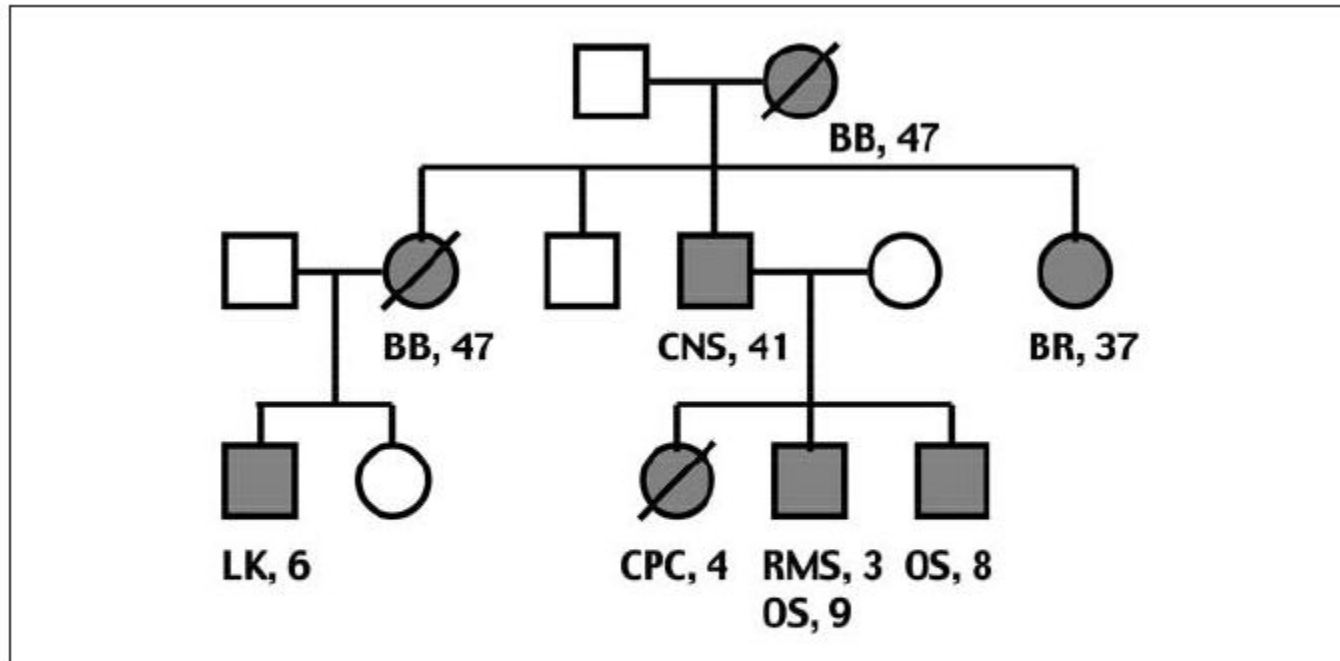 BB, 47
BB, 47
CNS, 41
BR, 37
LK, 6
CPC, 4
RMS, 3
OS, 9
OS, 8